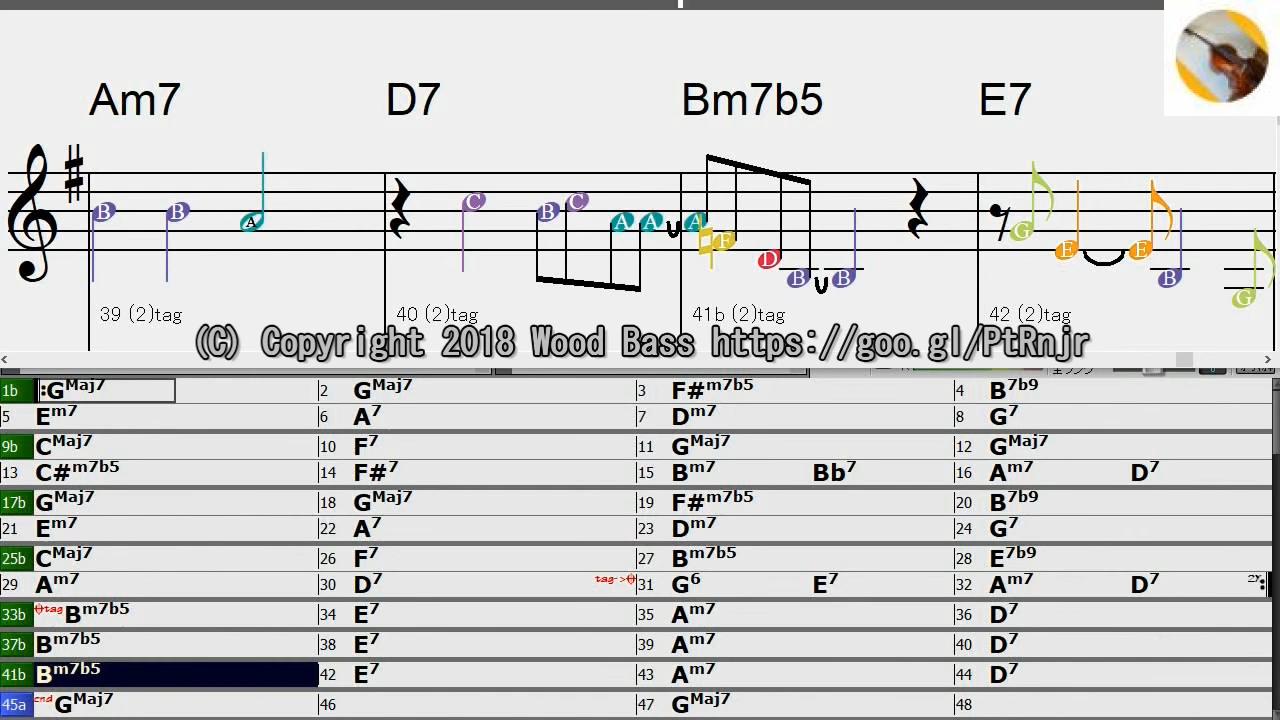 Am7 D7 Bm7b5 E7
B B A C B C A A A F D B B G E E B G
39 (2)tag 40 (2)tag 41b (2)tag 42 (2)tag
(C) Copyright 2018 Wood Bass https://goo.gl/PtRnjr
1b GMaj7 2 GMaj7 3 F#m7b5 4 B7b9
5 Em7 6 A7 7 Dm7 8 G7
9b CMaj7 10 F7 11 GMaj7 12 GMaj7
13 C#m7b5 14 F#7 15 Bm7 Bb7 16 Am7 D7
17b GMaj7 18 GMaj7 19 F#m7b5 20 B7b9
21 Em7 22 A7 23 Dm7 24 G7
25b CMaj7 26 F7 27 Bm7b5 28 E7b9
29 Am7 30 D7 tag-> 31 G6 E7 32 Am7 D7 2x
33b tag Bm7b5 34 E7 35 Am7 36 D7
37b Bm7b5 38 E7 39 Am7 40 D7
41b Bm7b5 42 E7 43 Am7 44 D7
45a end GMaj7 46 47 GMaj7 48